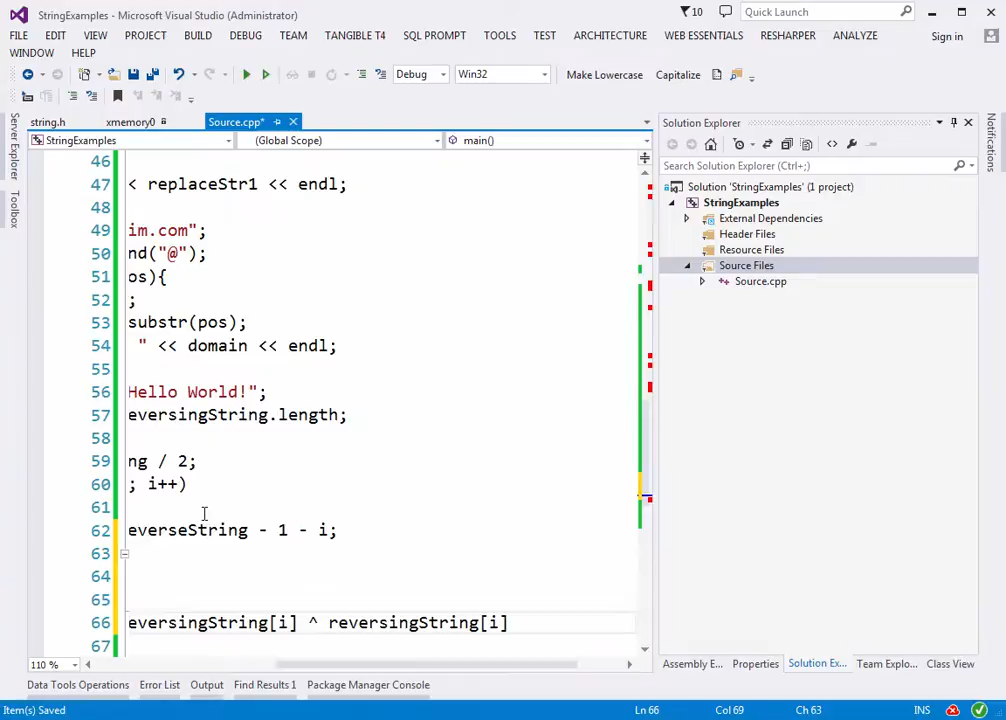 StringExamples - Microsoft Visual Studio (Administrator)
10
Quick Launch
FILE EDIT VIEW PROJECT BUILD DEBUG TEAM TANGIBLE T4 SQL PROMPT TOOLS TEST ARCHITECTURE WEB ESSENTIALS RESHARPER ANALYZE Sign in
WINDOW HELP
Debug Win32 Make Lowercase Capitalize
string.h xmemory0 Source.cpp*
StringExamples (Global Scope) main()
46
47 < replaceStr1 << endl;
48
49 im.com";
50 nd("@");
51 os){
52 ;
53 substr(pos);
54 " << domain << endl;
55
56 Hello World!";
57 eversingString.length;
58
59 ng / 2;
60 ; i++)
61
62 everseString - 1 - i;
63
64
65
66 eversingString[i] ^ reversingString[i]
67
110 %
Server Explorer
Toolbox
Solution Explorer
Search Solution Explorer (Ctrl+;)
Solution 'StringExamples' (1 project)
StringExamples
External Dependencies
Header Files
Resource Files
Source Files
Source.cpp
Notifications
Assembly E... Properties Solution Ex... Team Explo... Class View
Data Tools Operations Error List Output Find Results 1 Package Manager Console
Item(s) Saved Ln 66 Col 69 Ch 63 INS